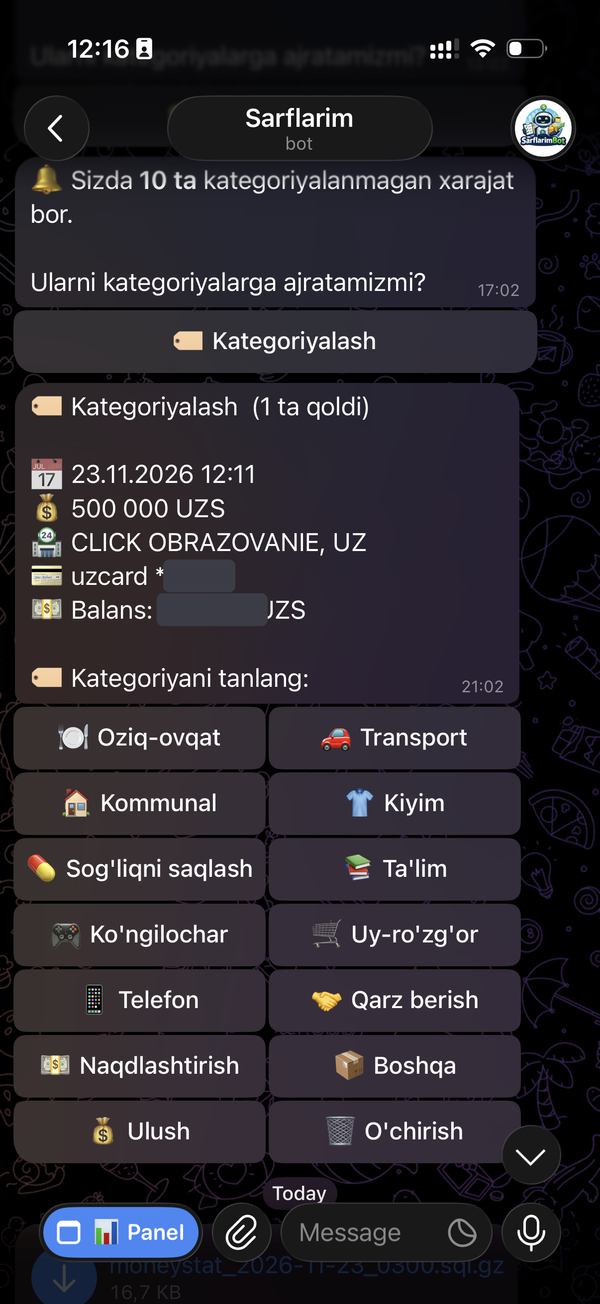 12:16
Sarflarim
bot
SarflarimBot
Sizda 10 ta kategoriyalanmagan xarajat
bor.
Ularni kategoriyalarga ajratamizmi?
17:02
Kategoriyalash
Kategoriyalash (1 ta qoldi)
JUL
17
23.11.2026 12:11
500 000 UZS
24
CLICK OBRAZOVANIE, UZ
uzcard *
Balans: UZS
Kategoriyani tanlang:
21:02
Oziq-ovqat
Transport
Kommunal
Kiyim
Sog'liqni saqlash
Ta'lim
Ko'ngilochar
Uy-ro'zg'or
Telefon
Qarz berish
Naqdlashtirish
Boshqa
Ulush
O'chirish
Today
Panel
Message
moneystat_2026-11-23_0300.sql.gz
16,7 KB